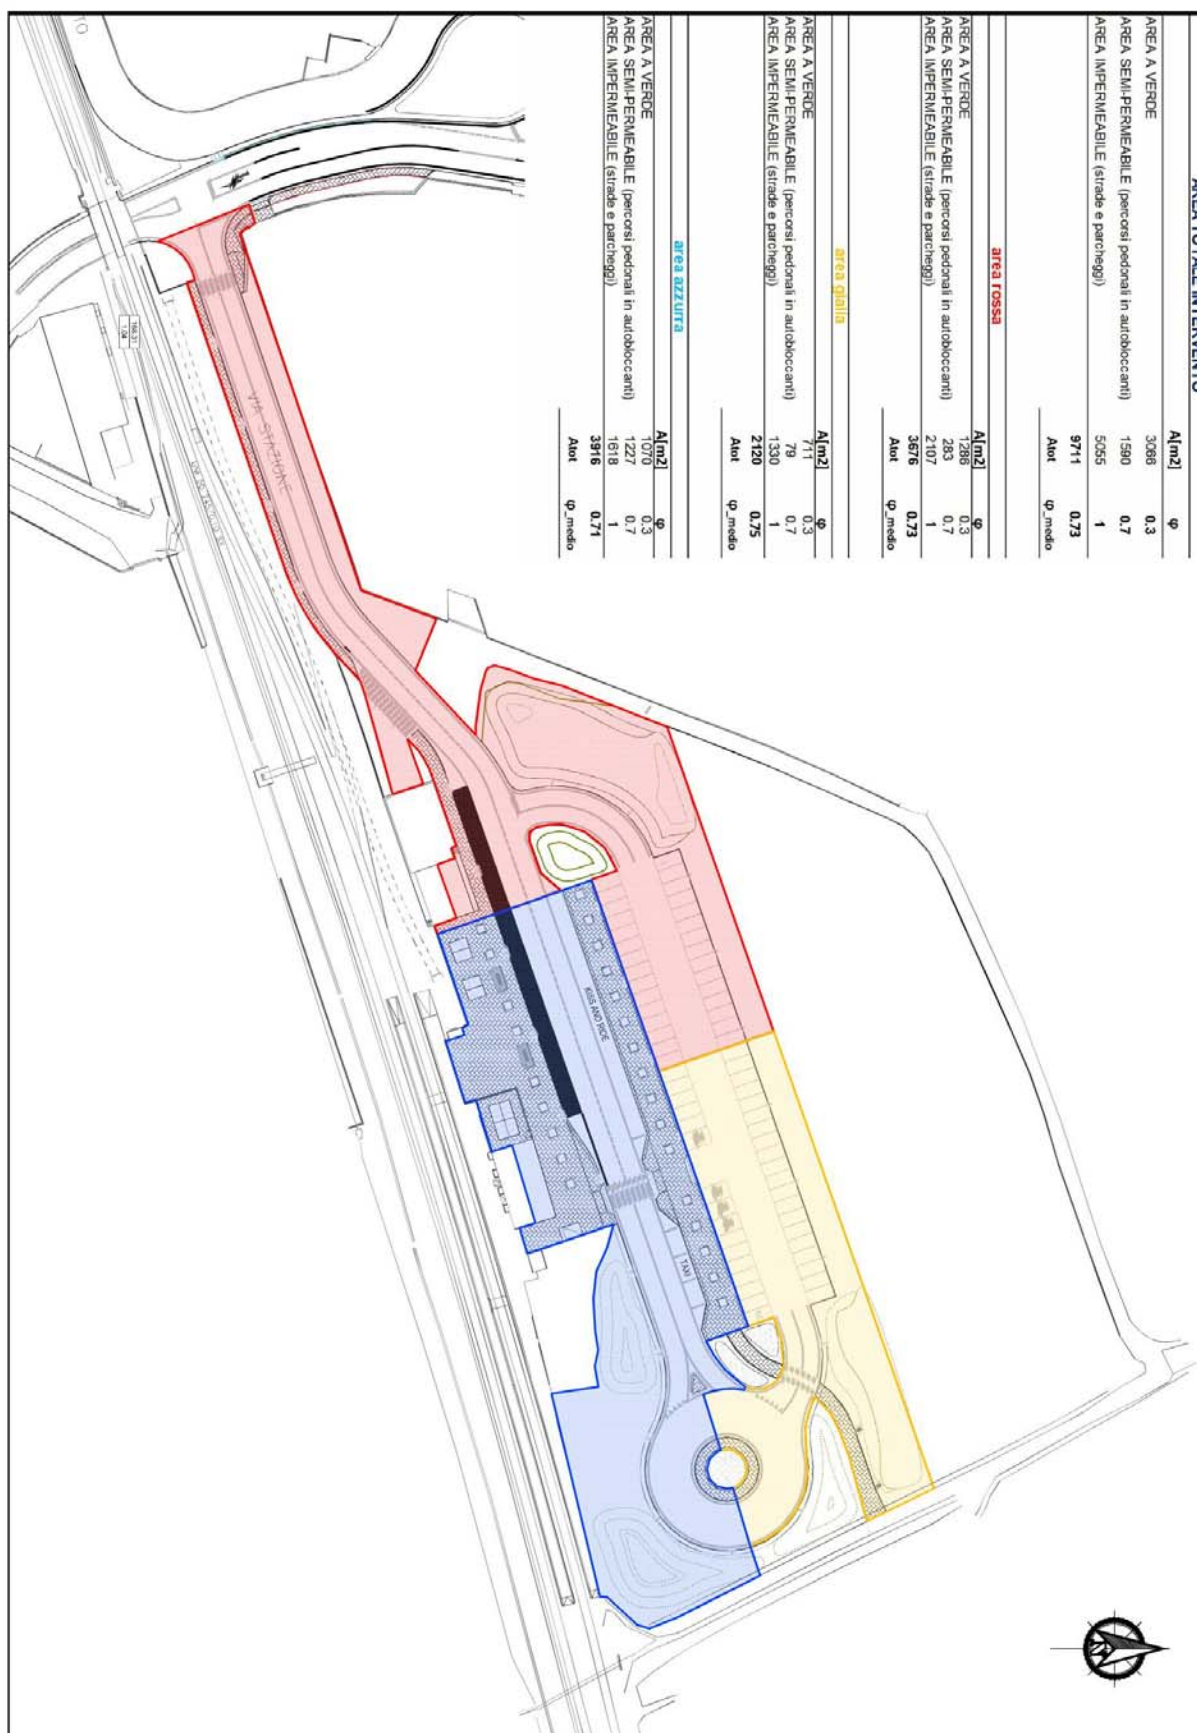 AREA TOTALE INTERVENTO
A[m2] φ
AREA A VERDE 3066 0.3
AREA SEMI-PERMEABILE (percorsi pedonali in autobloccanti) 1590 0.7
AREA IMPERMEABILE (strade e parcheggi) 5055 1
Atot φ_medio
9711 0.73
area rossa
A[m2] φ
AREA A VERDE 1286 0.3
AREA SEMI-PERMEABILE (percorsi pedonali in autobloccanti) 283 0.7
AREA IMPERMEABILE (strade e parcheggi) 2107 1
3676 0.73
Atot φ_medio
area gialla
A[m2] φ
AREA A VERDE 711 0.3
AREA SEMI-PERMEABILE (percorsi pedonali in autobloccanti) 79 0.7
AREA IMPERMEABILE (strade e parcheggi) 1330 1
2120 0.75
Atot φ_medio
area azzurra
A[m2] φ
AREA A VERDE 1070 0.3
AREA SEMI-PERMEABILE (percorsi pedonali in autobloccanti) 1227 0.7
AREA IMPERMEABILE (strade e parcheggi) 1618 1
3916 0.71
Atot φ_medio
VIA STAZIONE
KISS AND RIDE
TAXI